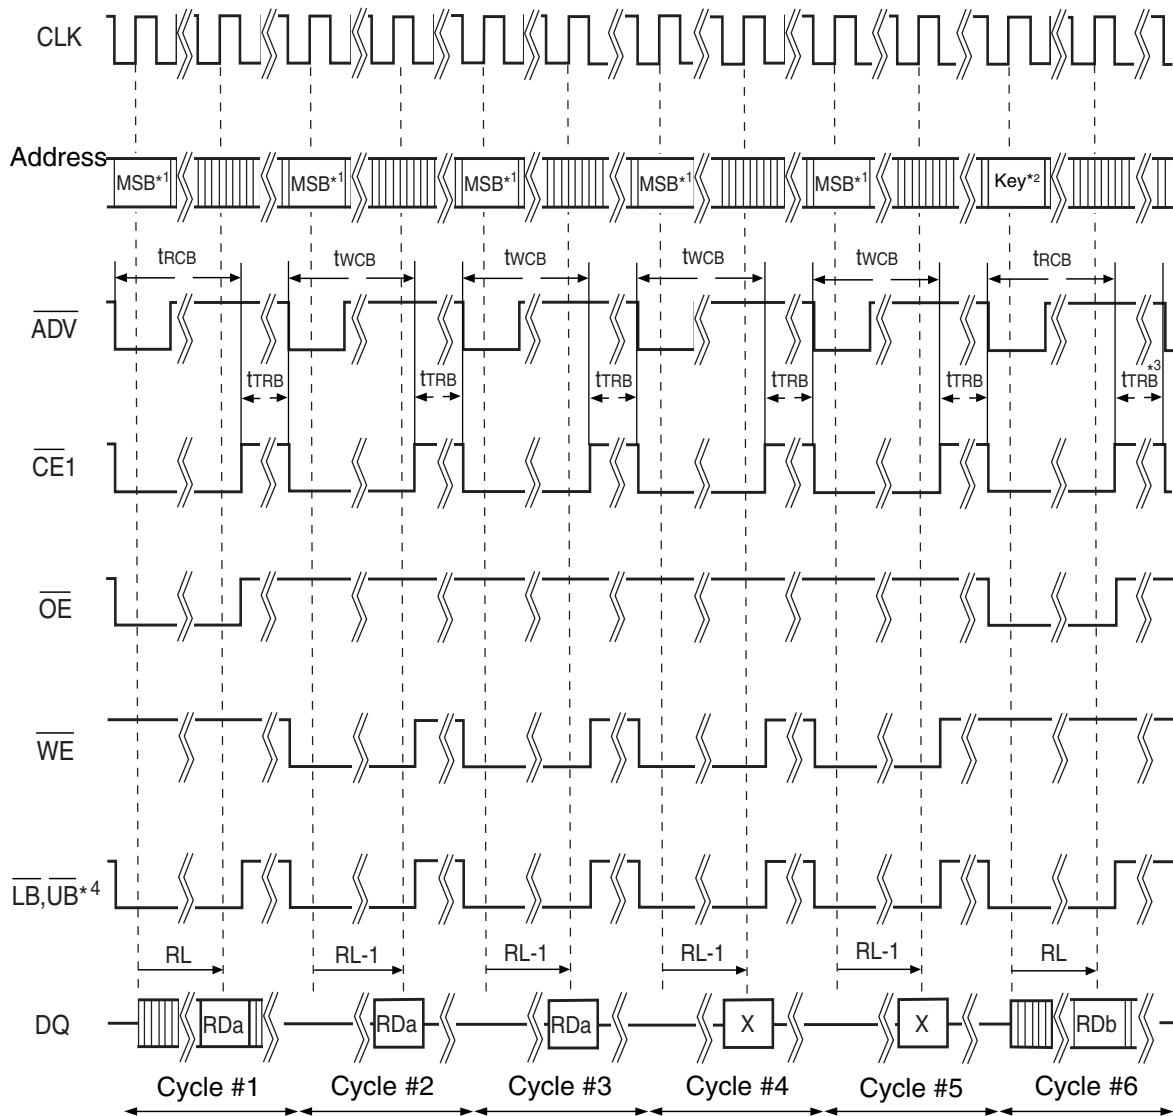 CLK
Address
MSB*1 MSB*1 MSB*1 MSB*1 MSB*1 Key*2
tRCB tWCB tWCB tWCB tWCB tRCB
ADV
tTRB tTRB tTRB tTRB tTRB tTRB*3
CE1
OE
WE
LB,UB*4
RL RL-1 RL-1 RL-1 RL-1 RL
DQ RDa RDa RDa X X RDb
Cycle #1 Cycle #2 Cycle #3 Cycle #4 Cycle #5 Cycle #6